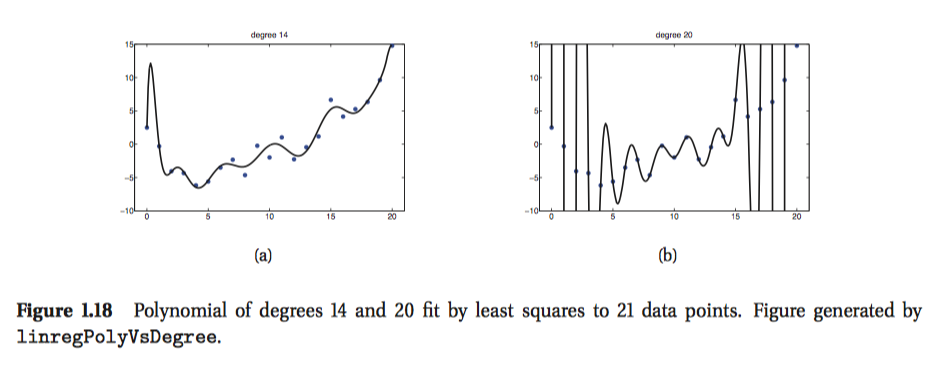 degree 14
15
10
5
0
−5
−10
0 5 10 15 20
(a)
degree 20
15
10
5
0
−5
−10
0 5 10 15 20
(b)
Figure 1.18 Polynomial of degrees 14 and 20 fit by least squares to 21 data points. Figure generated by
linregPolyVsDegree.